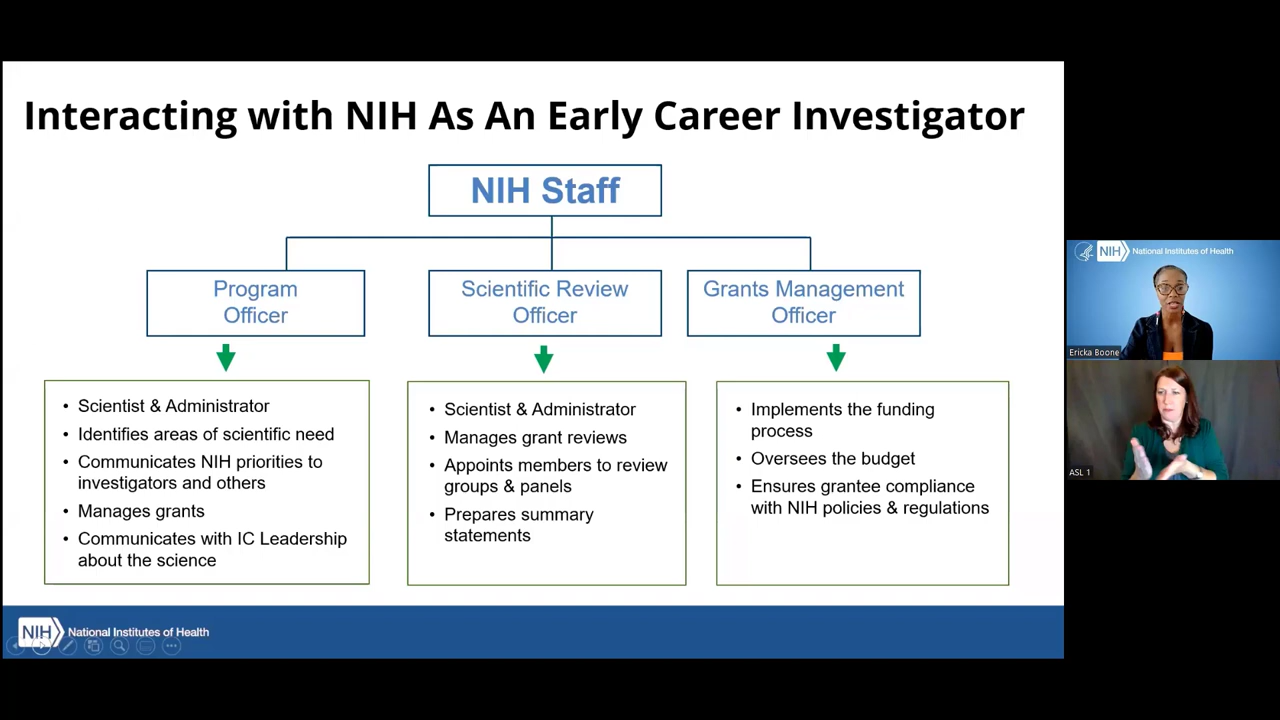 Interacting with NIH As An Early Career Investigator
NIH Staff
Program
Officer
Scientific Review
Officer
Grants Management
Officer
• Scientist & Administrator
• Identifies areas of scientific need
• Communicates NIH priorities to
investigators and others
• Manages grants
• Communicates with IC Leadership
about the science
• Scientist & Administrator
• Manages grant reviews
• Appoints members to review
groups & panels
• Prepares summary
statements
• Implements the funding
process
• Oversees the budget
• Ensures grantee compliance
with NIH policies & regulations
NIH National Institutes of Health
NIH National Institutes of Health
Ericka Boone
ASL 1